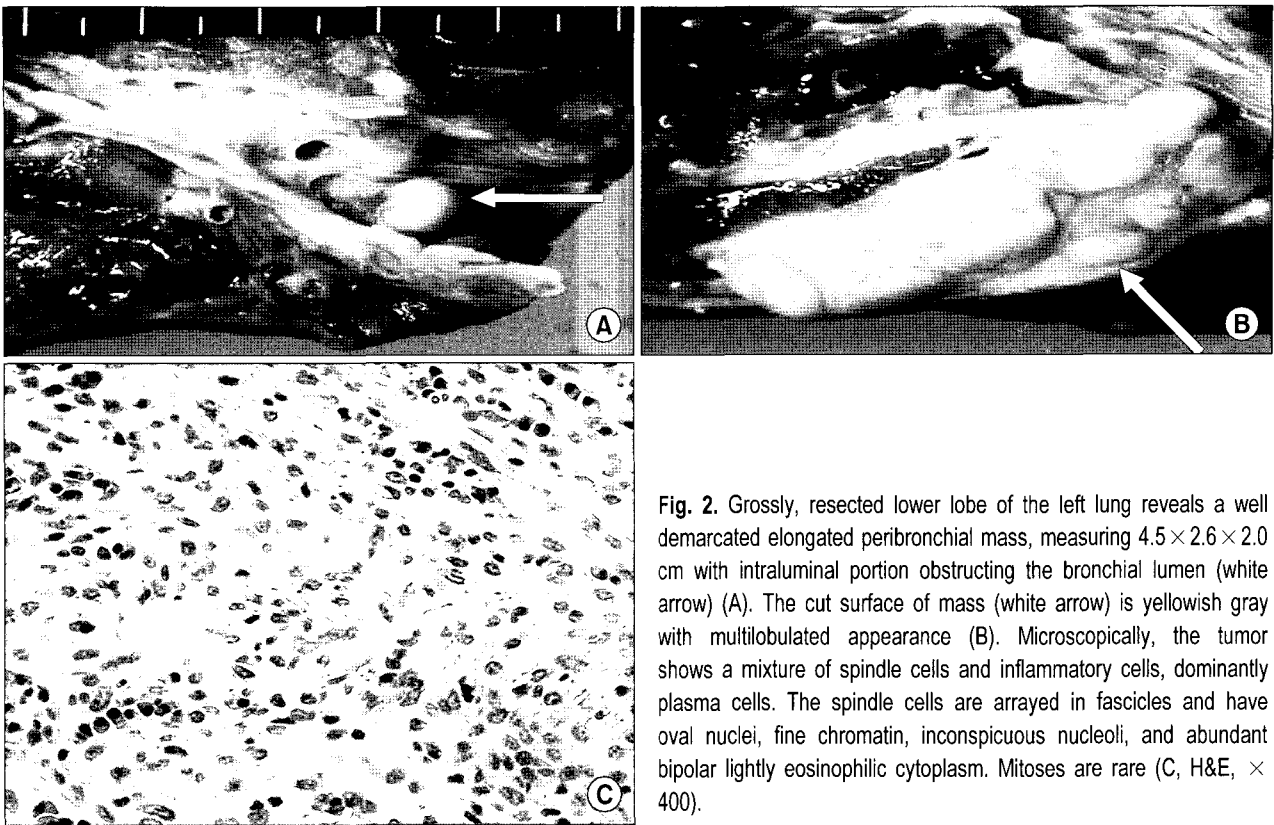 A
B
C
Fig. 2. Grossly, resected lower lobe of the left lung reveals a well
demarcated elongated peribronchial mass, measuring 4.5 × 2.6 × 2.0
cm with intraluminal portion obstructing the bronchial lumen (white
arrow) (A). The cut surface of mass (white arrow) is yellowish gray
with multilobulated appearance (B). Microscopically, the tumor
shows a mixture of spindle cells and inflammatory cells, dominantly
plasma cells. The spindle cells are arrayed in fascicles and have
oval nuclei, fine chromatin, inconspicuous nucleoli, and abundant
bipolar lightly eosinophilic cytoplasm. Mitoses are rare (C, H&E, ×
400).